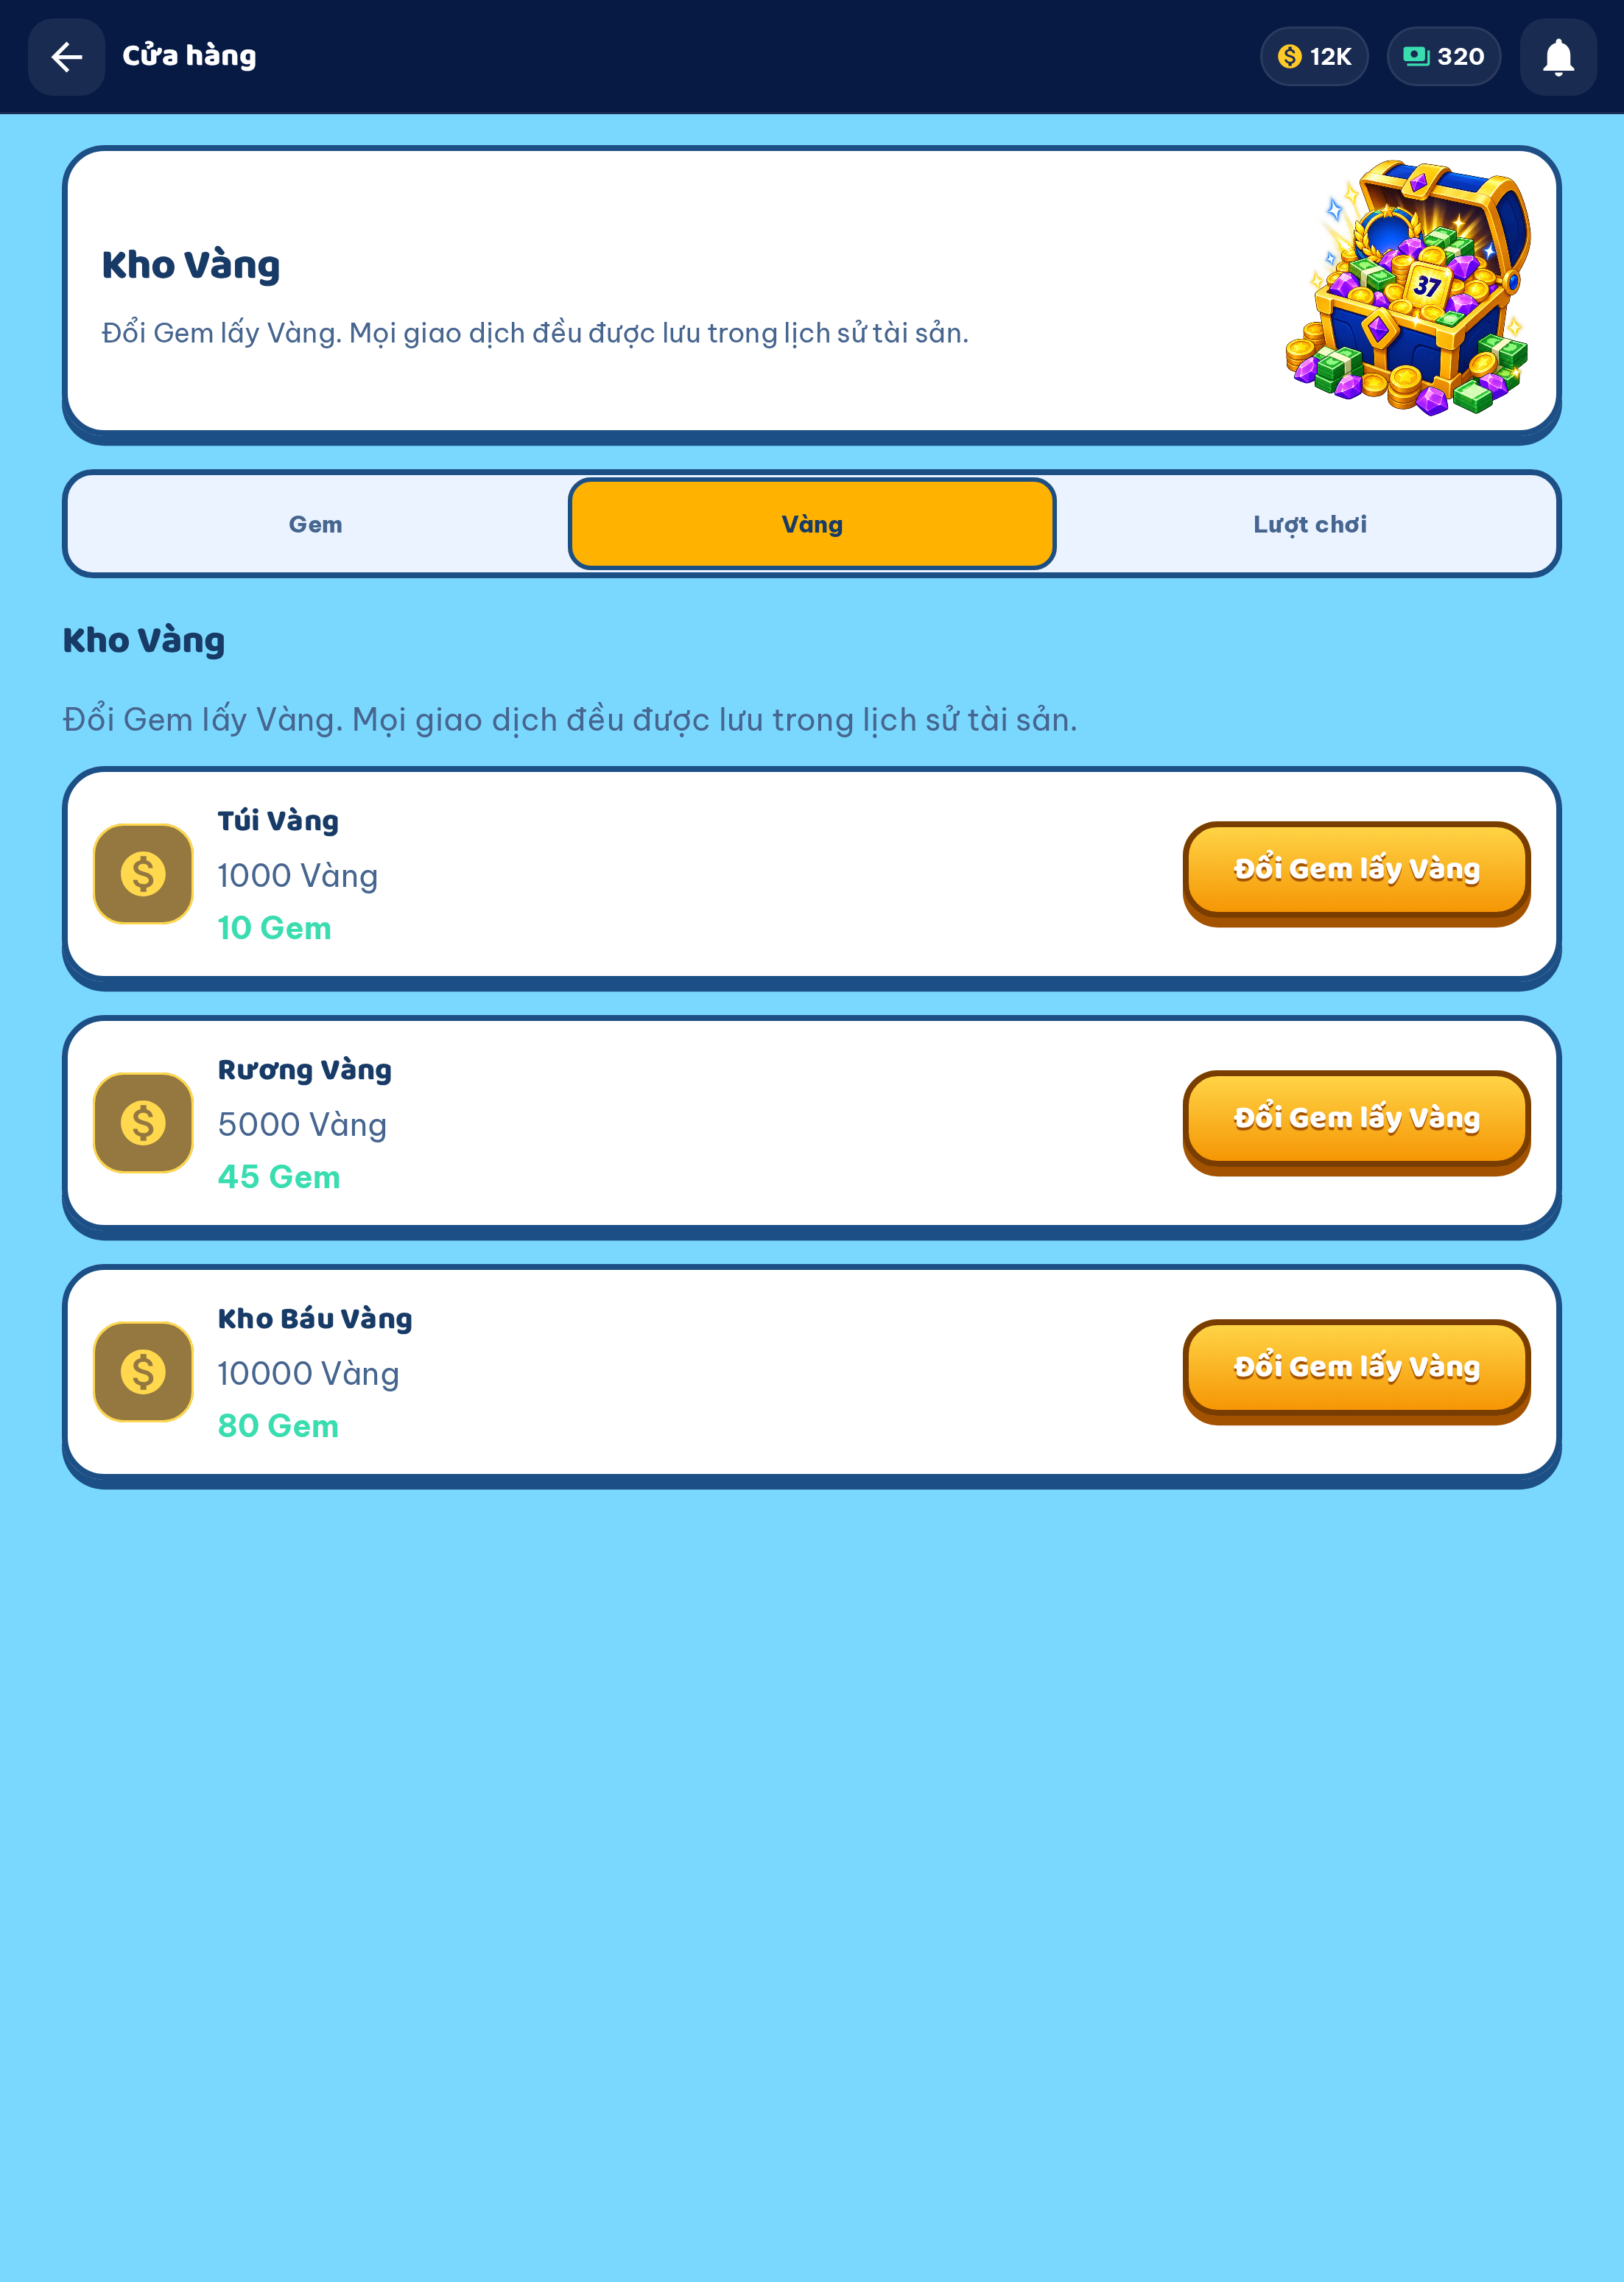 Cửa hàng
12K
320
Kho Vàng
Đổi Gem lấy Vàng. Mọi giao dịch đều được lưu trong lịch sử tài sản.
37
Gem
Vàng
Lượt chơi
Kho Vàng
Đổi Gem lấy Vàng. Mọi giao dịch đều được lưu trong lịch sử tài sản.
Túi Vàng
1000 Vàng
10 Gem
Đổi Gem lấy Vàng
Rương Vàng
5000 Vàng
45 Gem
Đổi Gem lấy Vàng
Kho Báu Vàng
10000 Vàng
80 Gem
Đổi Gem lấy Vàng